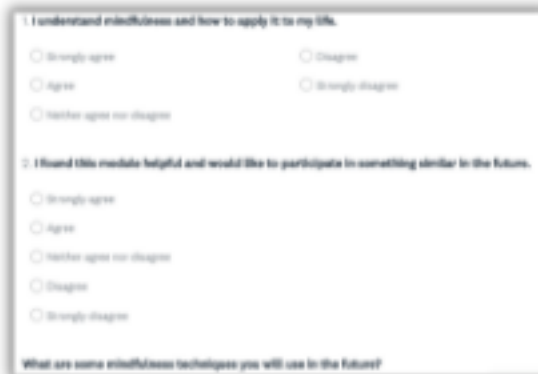 1. I understand mindfulness and how to apply it to my life.
Strongly agree
Disagree
Agree
Strongly disagree
Neither agree nor disagree
2. I found this module helpful and would like to participate in something similar in the future.
Strongly agree
Agree
Neither agree nor disagree
Disagree
Strongly disagree
What are some mindfulness techniques you will use in the future?